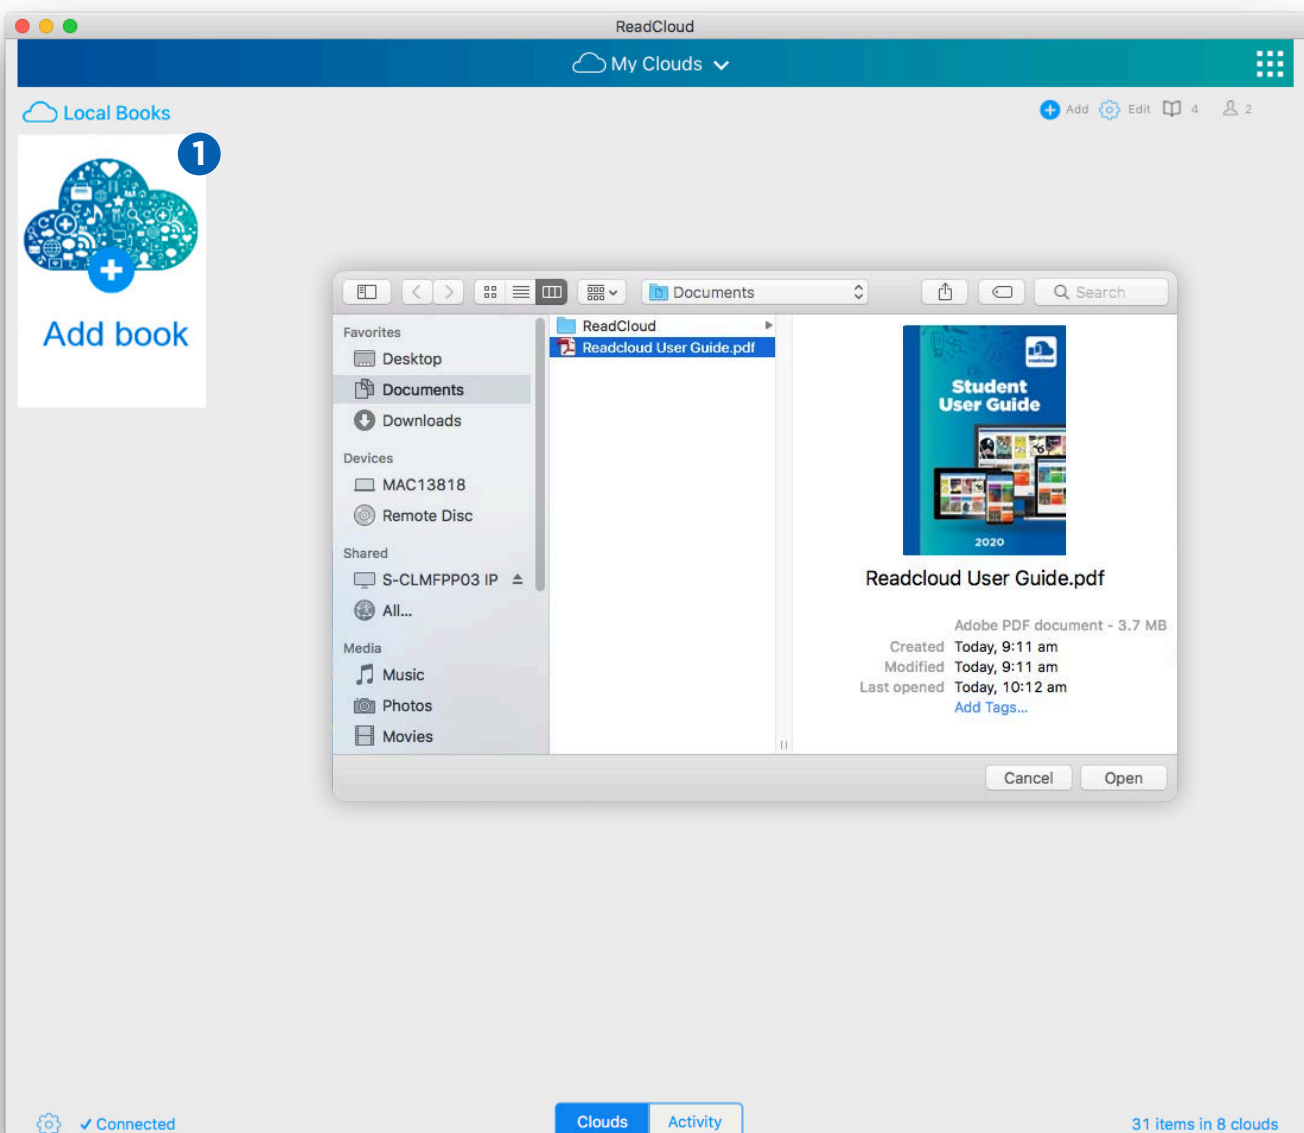 ReadCloud
My Clouds
Local Books
Add Edit 4 2
1
Add book
Documents
Search
Favorites
Desktop
Documents
Downloads
Devices
MAC13818
Remote Disc
Shared
S-CLMFPP03 IP
All...
Media
Music
Photos
Movies
ReadCloud
Readcloud User Guide.pdf
readcloud
Student
User Guide
2020
Readcloud User Guide.pdf
Adobe PDF document - 3.7 MB
Created Today, 9:11 am
Modified Today, 9:11 am
Last opened Today, 10:12 am
Add Tags...
Cancel Open
Connected
Clouds Activity
31 items in 8 clouds